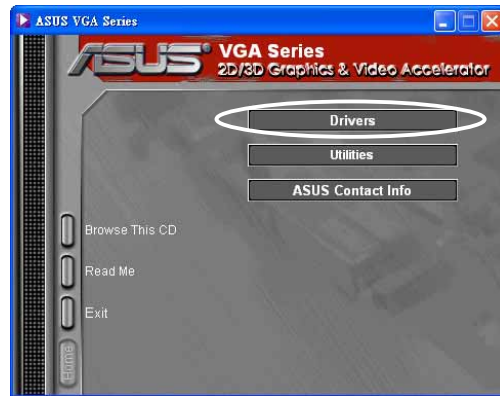 ASUS VGA Series
ASUS
VGA Series
2D/3D Graphics & Video Accelerator
Drivers
Utilities
ASUS Contact Info
Browse This CD
Read Me
Exit
Home